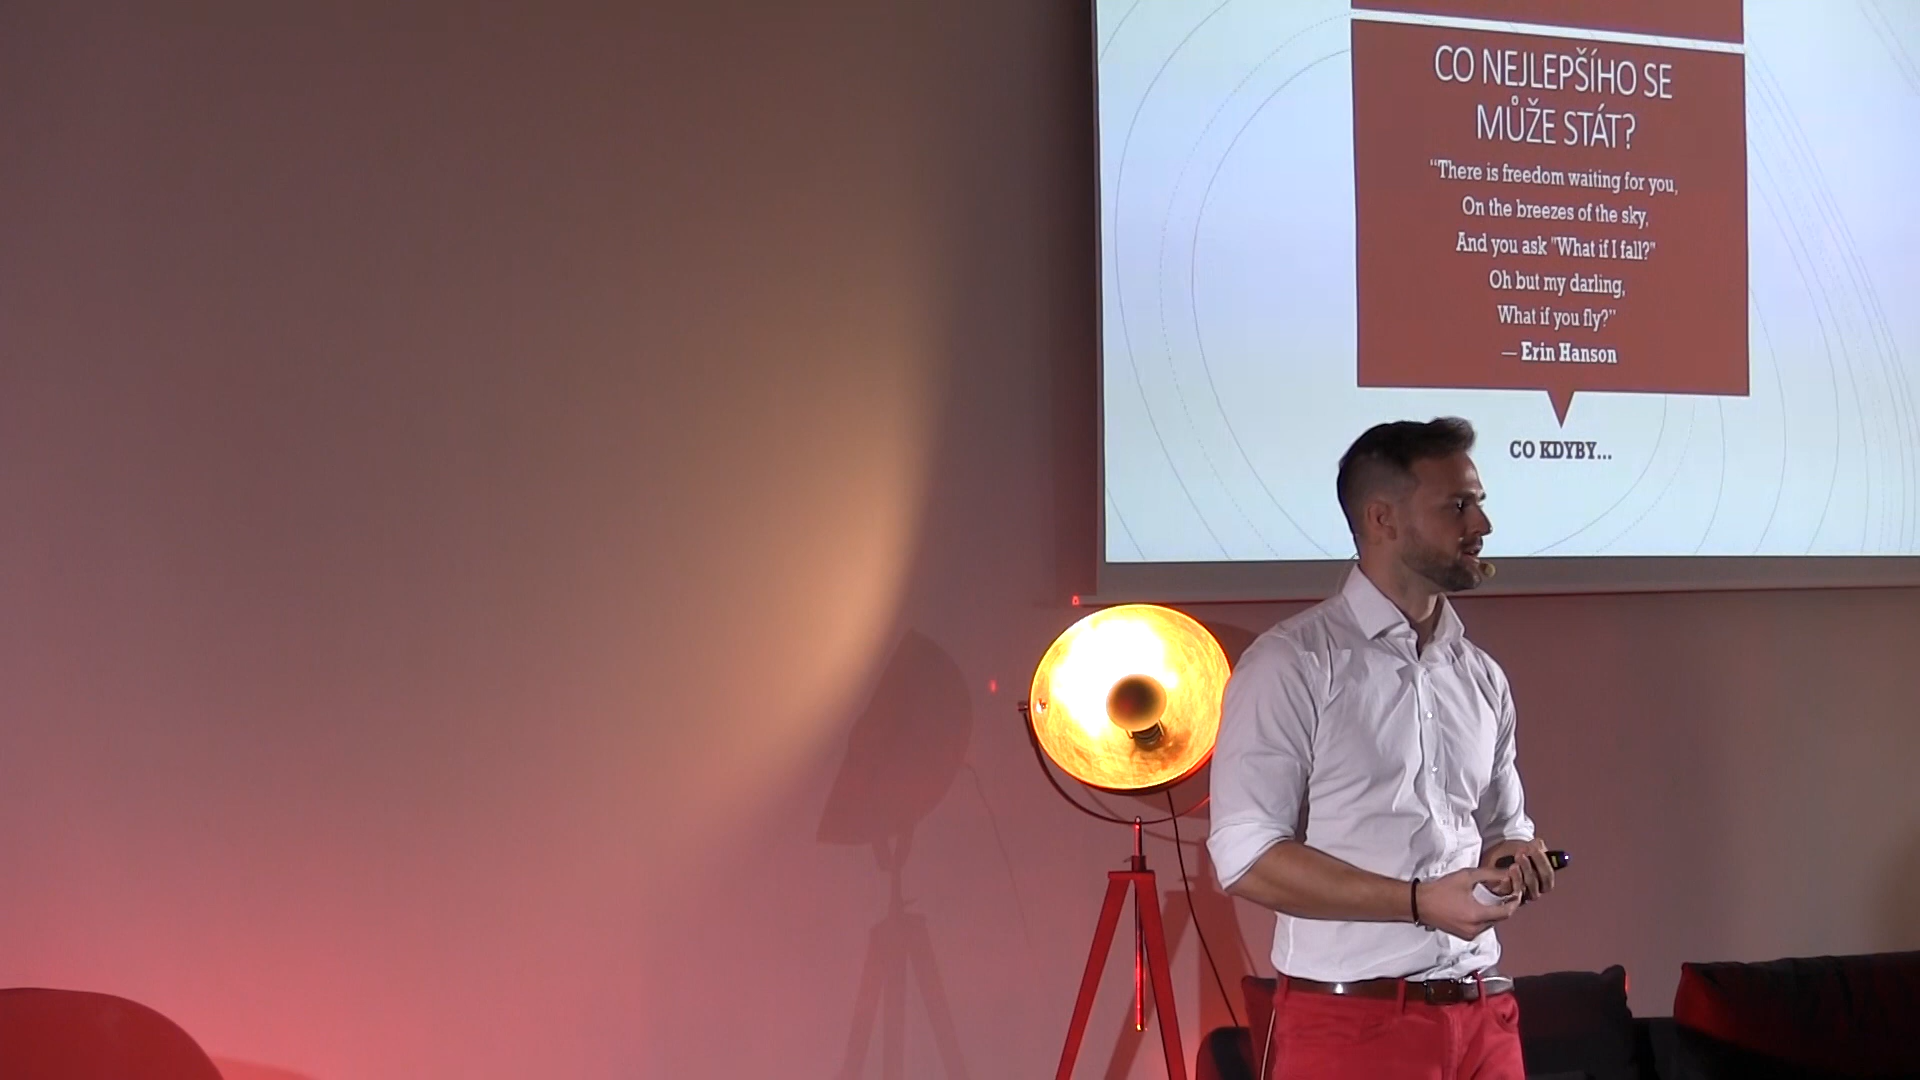 CO NEJLEPŠÍHO SE
MŮŽE STÁT?
“There is freedom waiting for you,
On the breezes of the sky,
And you ask "What if I fall?"
Oh but my darling,
What if you fly?”
— Erin Hanson
CO KDYBY...